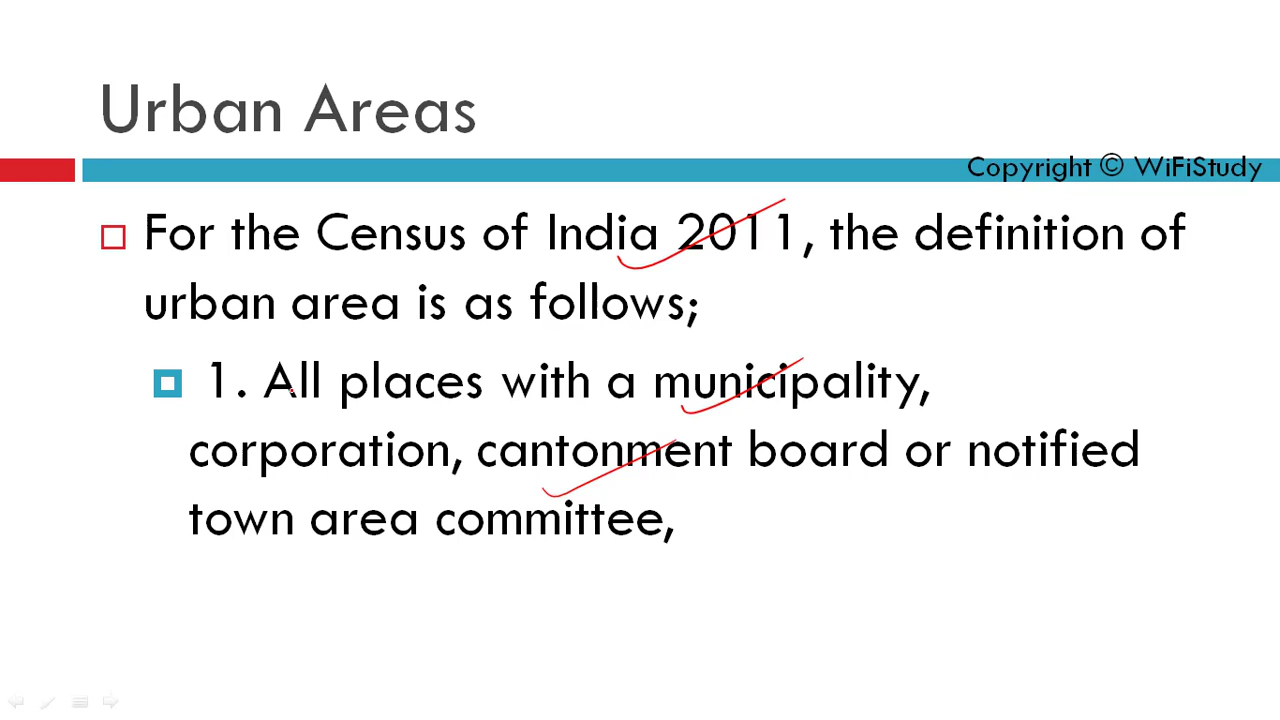 Urban Areas
Copyright © WiFiStudy
For the Census of India 2011, the definition of
urban area is as follows;
1. All places with a municipality,
corporation, cantonment board or notified
town area committee,